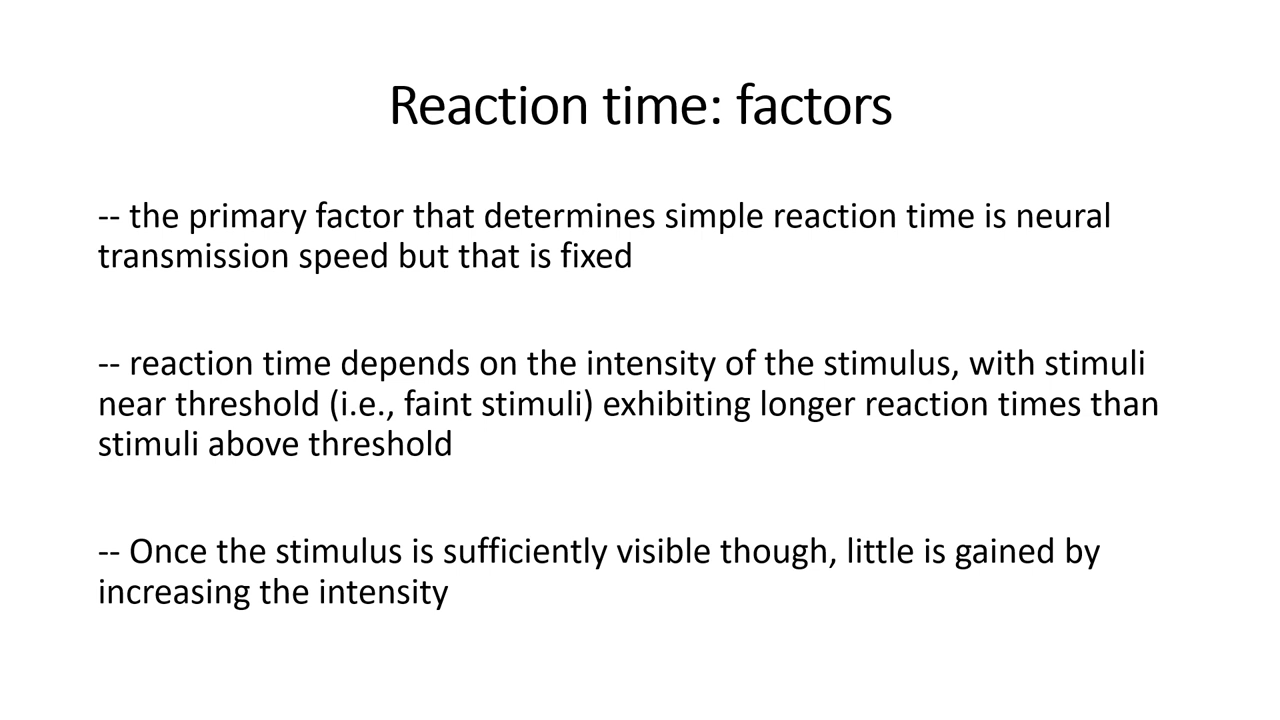 Reaction time: factors
-- the primary factor that determines simple reaction time is neural
transmission speed but that is fixed
-- reaction time depends on the intensity of the stimulus, with stimuli
near threshold (i.e., faint stimuli) exhibiting longer reaction times than
stimuli above threshold
-- Once the stimulus is sufficiently visible though, little is gained by
increasing the intensity